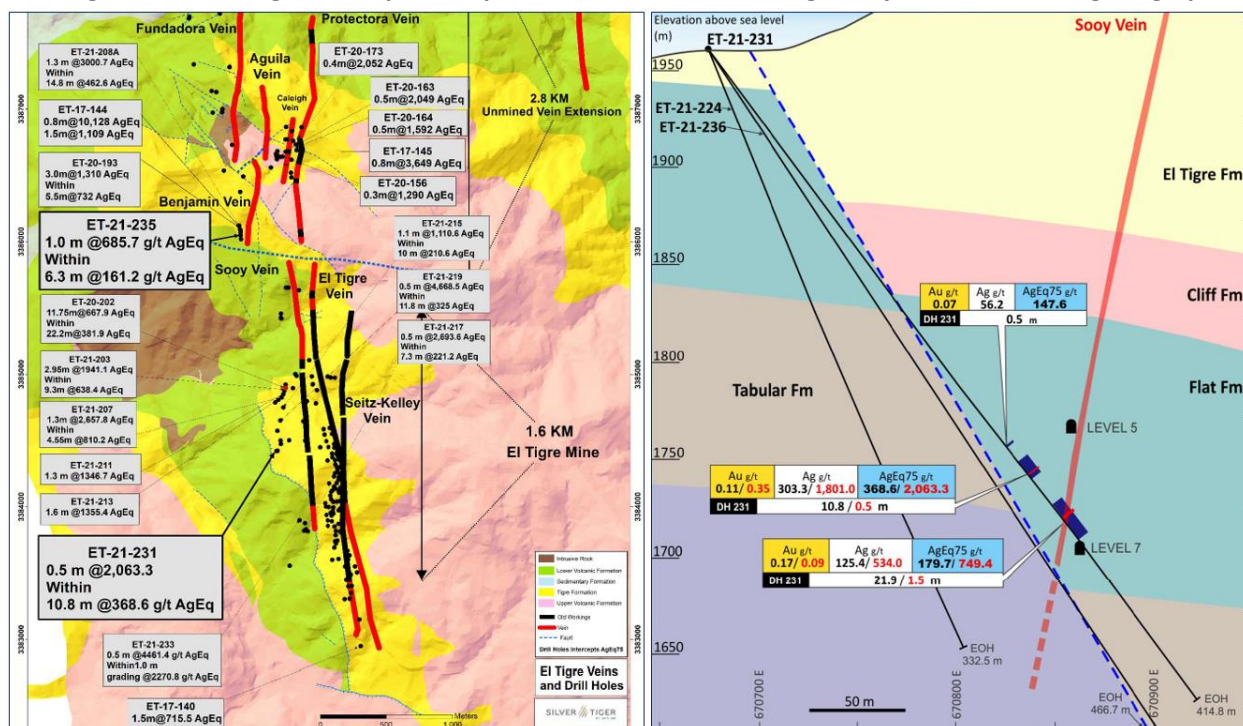 Fundadora Vein
Protectora Vein
ET-21-208A
1.3 m @3000.7 AgEq
Within
14.8 m @462.6 AgEq
Aguila
Vein
ET-20-173
0.4m@2,052 AgEq
Caleigh
Vein
ET-20-163
0.5m@2,049 AgEq
2.8 KM
Unmined Vein Extension
ET-17-144
0.8m@10,128 AgEq
1.5m@1,109 AgEq
ET-20-164
0.5m@1,592 AgEq
ET-17-145
0.8m@3,649 AgEq
ET-20-193
3.0m@1,310 AgEq
Within
5.5m@732 AgEq
ET-20-156
0.3m@1,290 AgEq
Benjamin Vein
ET-21-235
1.0 m @685.7 g/t AgEq
Within
6.3 m @161.2 g/t AgEq
ET-21-215
1.1 m@1,110.6 AgEq
Within
10 m @210.6 AgEq
Sooy Vein
El Tigre
Vein
ET-21-219
0.5 m @4,668.5 AgEq
Within
11.8 m @325 AgEq
ET-20-202
11.75m@667.9 AgEq
Within
22.2m @381.9 AgEq
ET-21-217
0.5 m @2,693.6 AgEq
Within
7.3 m @221.2 AgEq
ET-21-203
2.95m @1941.1 AgEq
Within
9.3m @638.4 AgEq
Seitz-Kelley
Vein
ET-21-207
1.3m @2,657.8 AgEq
Within
4.55m @810.2 AgEq
1.6 KM
El Tigre Mine
ET-21-211
1.3 m @1346.7 AgEq
ET-21-213
1.6 m @1355.4 AgEq
ET-21-231
0.5 m @2,063.3
Within
10.8 m @368.6 g/t AgEq
ET-21-233
0.5 m @4461.4 g/t AgEq
Within1.0 m
grading @2270.8 g/t AgEq
ET-17-140
1.5m@715.5 AgEq
Intrusive Rock
Lower Volcanic Formation
Sedimentary Formation
Tigre Formation
Upper Volcanic Formation
Old Workings
Vein
Fault
Drill Holes Intercepts AgEq75
El Tigre Veins
and Drill Holes
SILVER TIGER
0 500 1,000
Meters
3387000
3387000
3386000
3386000
3385000
3385000
3384000
3384000
3383000
3383000
Elevation above sea level
(m)
ET-21-231
Sooy Vein
1950
ET-21-224
ET-21-236
1900
El Tigre Fm
1850
Cliff Fm
Au g/t Ag g/t AgEq75 g/t
0.07 56.2 147.6
DH 231 0.5 m
1800
Tabular Fm
Flat Fm
LEVEL 5
1750
Au g/t Ag g/t AgEq75 g/t
0.11/ 0.35 303.3/ 1,801.0 368.6/ 2,063.3
DH 231 10.8 / 0.5 m
1700
LEVEL 7
Au g/t Ag g/t AgEq75 g/t
0.17/ 0.09 125.4/ 534.0 179.7/ 749.4
DH 231 21.9 / 1.5 m
1650
EOH
332.5 m
50 m
670700 E
670800 E
670900 E
EOH
466.7 m
EOH
414.8 m